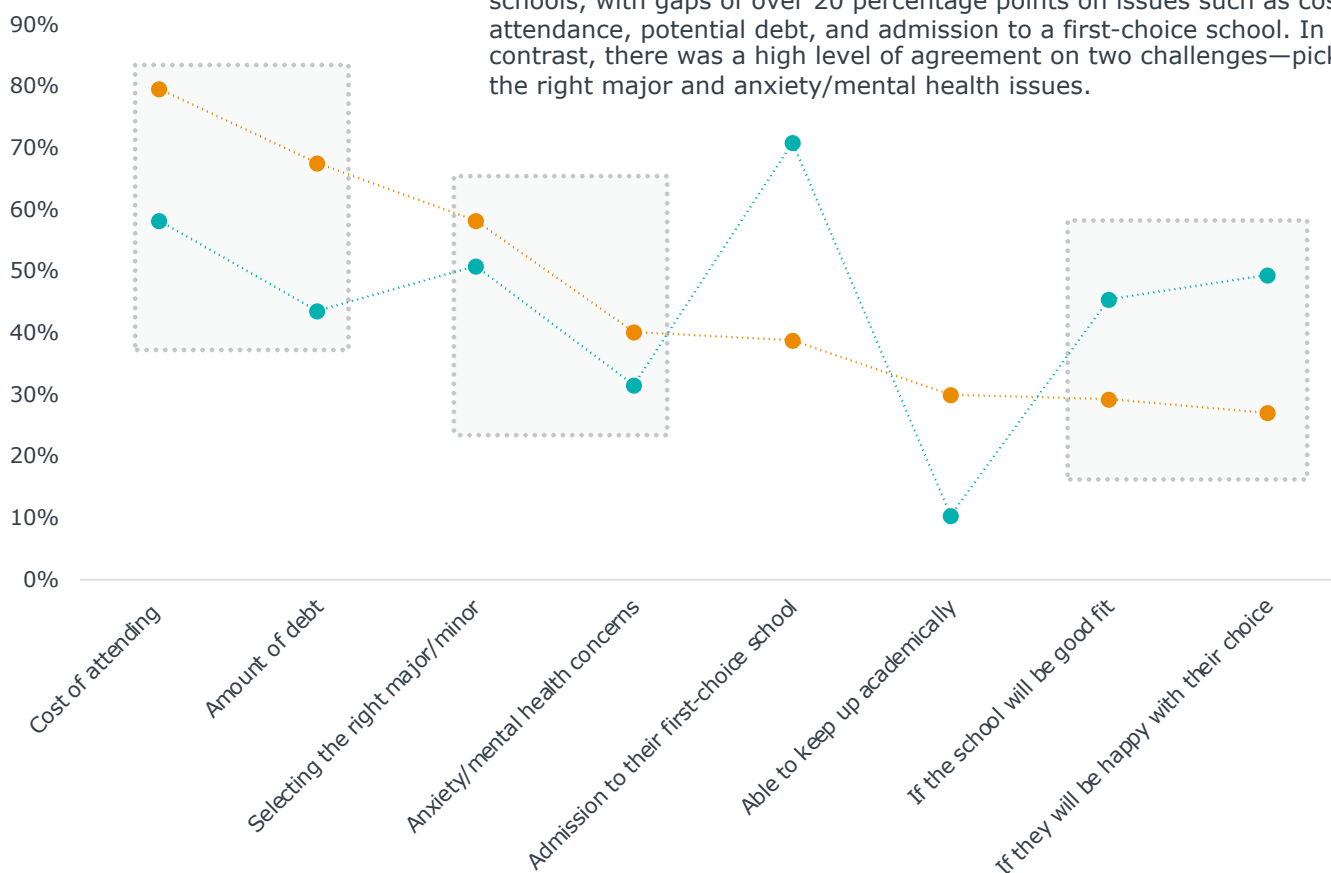 schools, with gaps of over 20 percentage points on issues such as
attendance, potential debt, and admission to a first-choice school. In
contrast, there was a high level of agreement on two challenges—
the right major and anxiety/mental health issues.
90%
80%
70%
60%
50%
40%
30%
20%
10%
0%
Cost of attending
Amount of debt
Selecting the right major/minor
Anxiety/mental health concerns
Admission to their first-choice school
Able to keep up academically
If the school will be good fit
If they will be happy with their choice